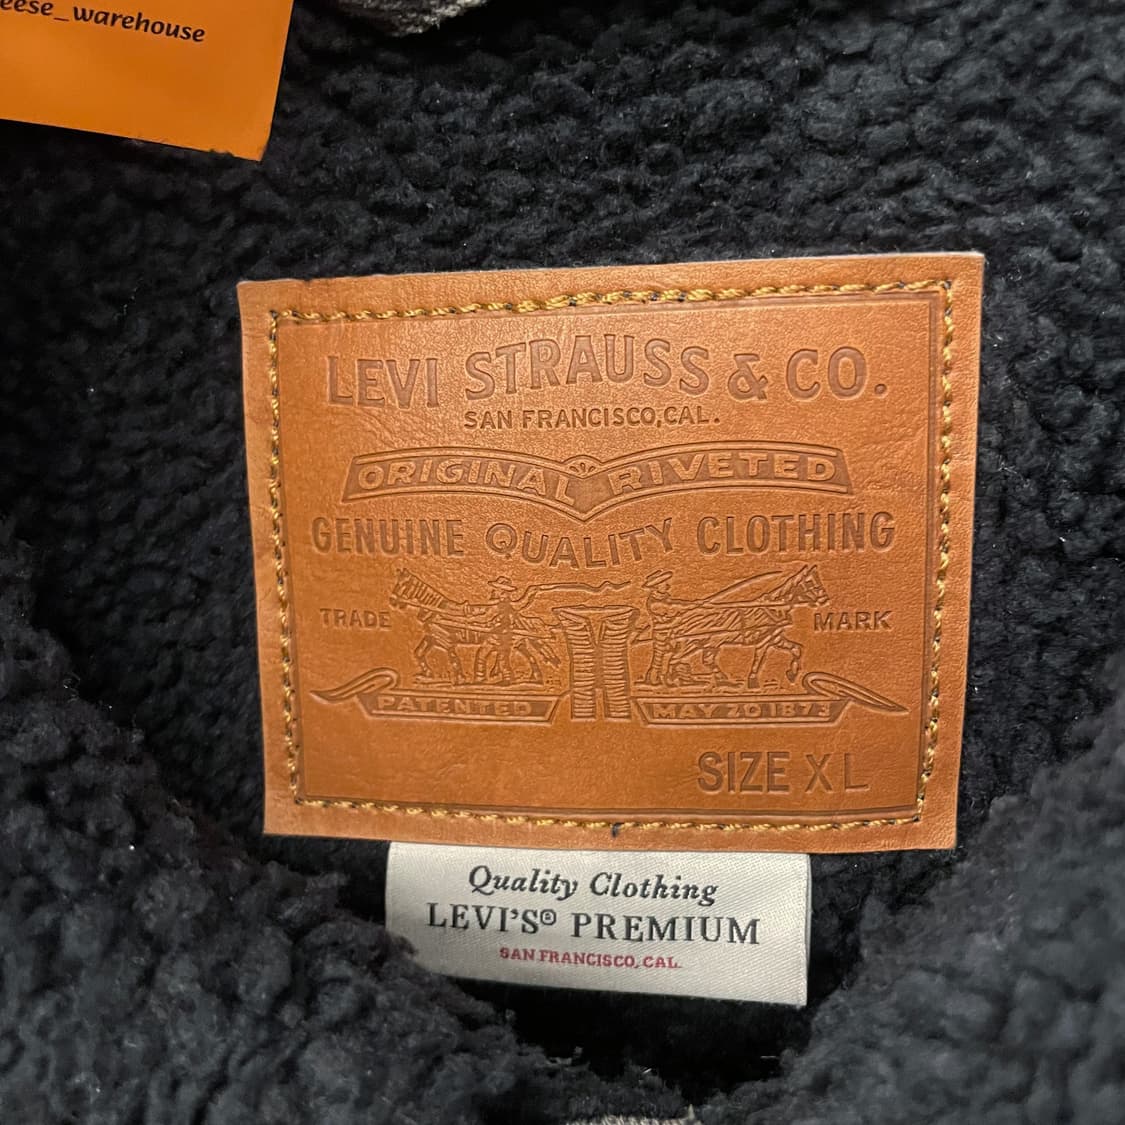 eese_warehouse
LEVI STRAUSS & CO.
SAN FRANCISCO, CAL.
ORIGINAL RIVETED
GENUINE QUALITY CLOTHING
TRADE MARK
PATENTED MAY 20 1873
SIZE XL
Quality Clothing
LEVI'S® PREMIUM
SAN FRANCISCO, CAL.